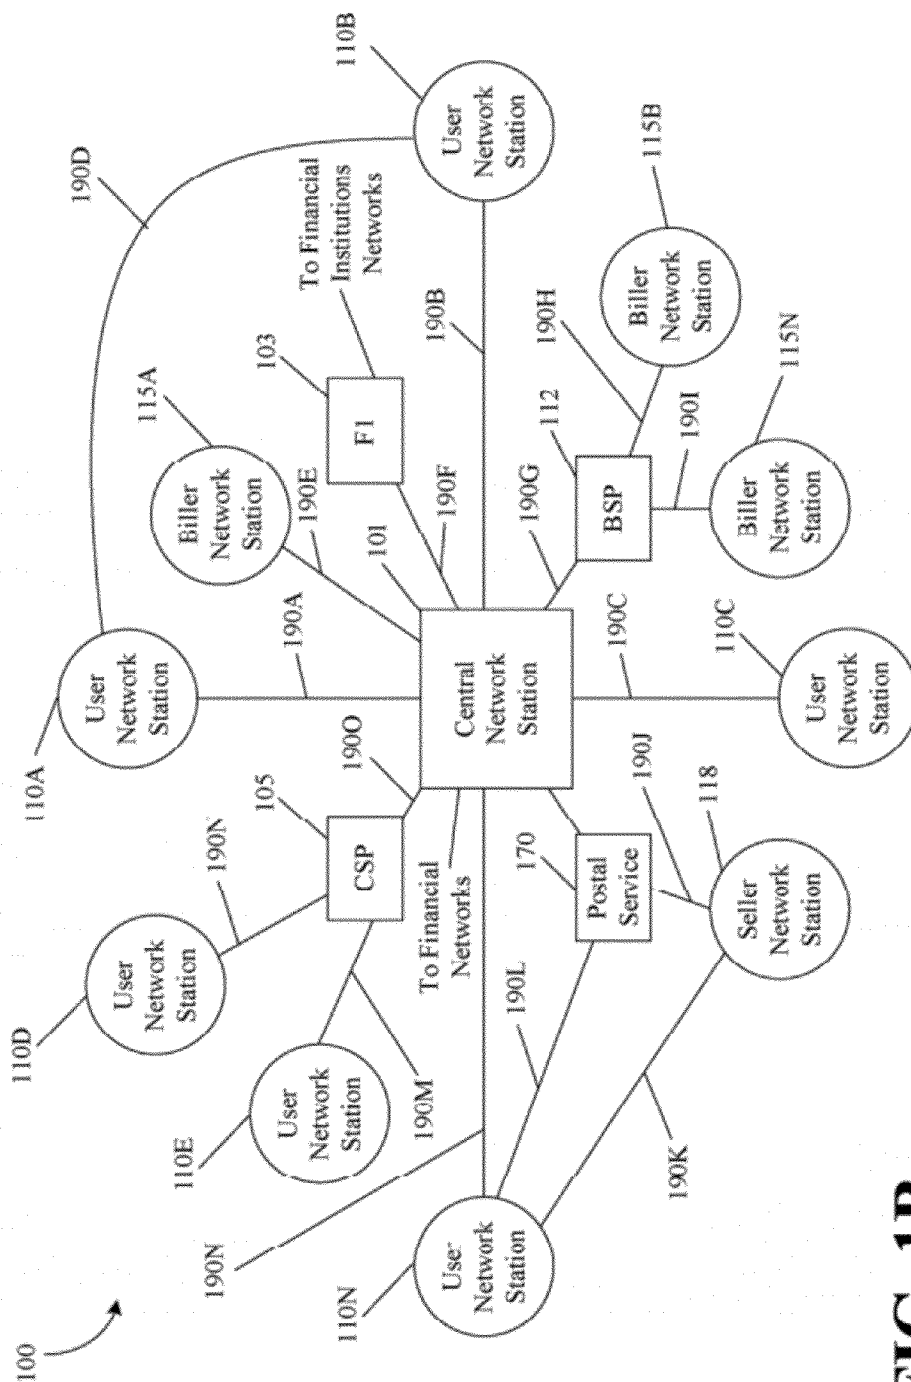 100
110D
110A
190D
User
Network
Station
User
Network
Station
115A
110E
190N
190N
105
190A
Biller
Network
Station
103
User
Network
Station
190O
190E
To Financial
Institutions
Networks
110B
CSP
101
F1
110N
190M
To Financial
Networks
190F
190B
User
Network
Station
Central
Network
Station
User
Network
Station
190L
170
190G
112
190H
Postal
Service
BSP
115B
190K
190J
190C
190I
Biller
Network
Station
118
110C
115N
Seller
Network
Station
User
Network
Station
Biller
Network
Station
FIG. 1B